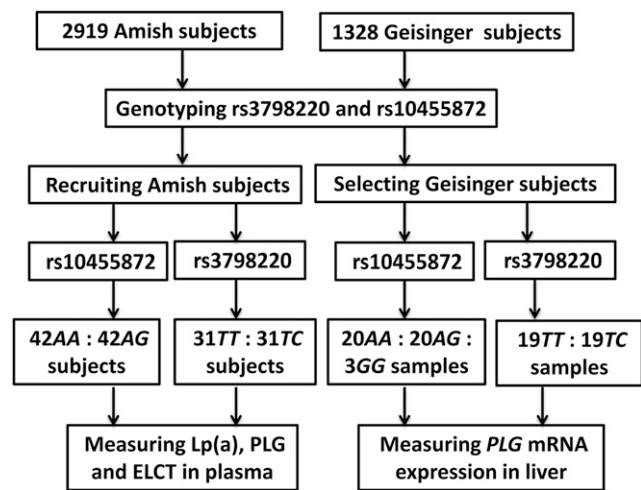 2919 Amish subjects
1328 Geisinger subjects
Genotyping rs3798220 and rs10455872
Recruiting Amish subjects
Selecting Geisinger subjects
rs10455872
rs3798220
rs10455872
rs3798220
42AA : 42AG
subjects
31TT : 31TC
subjects
20AA : 20AG :
3GG samples
19TT : 19TC
samples
Measuring Lp(a), PLG
and ELCT in plasma
Measuring PLG mRNA
expression in liver